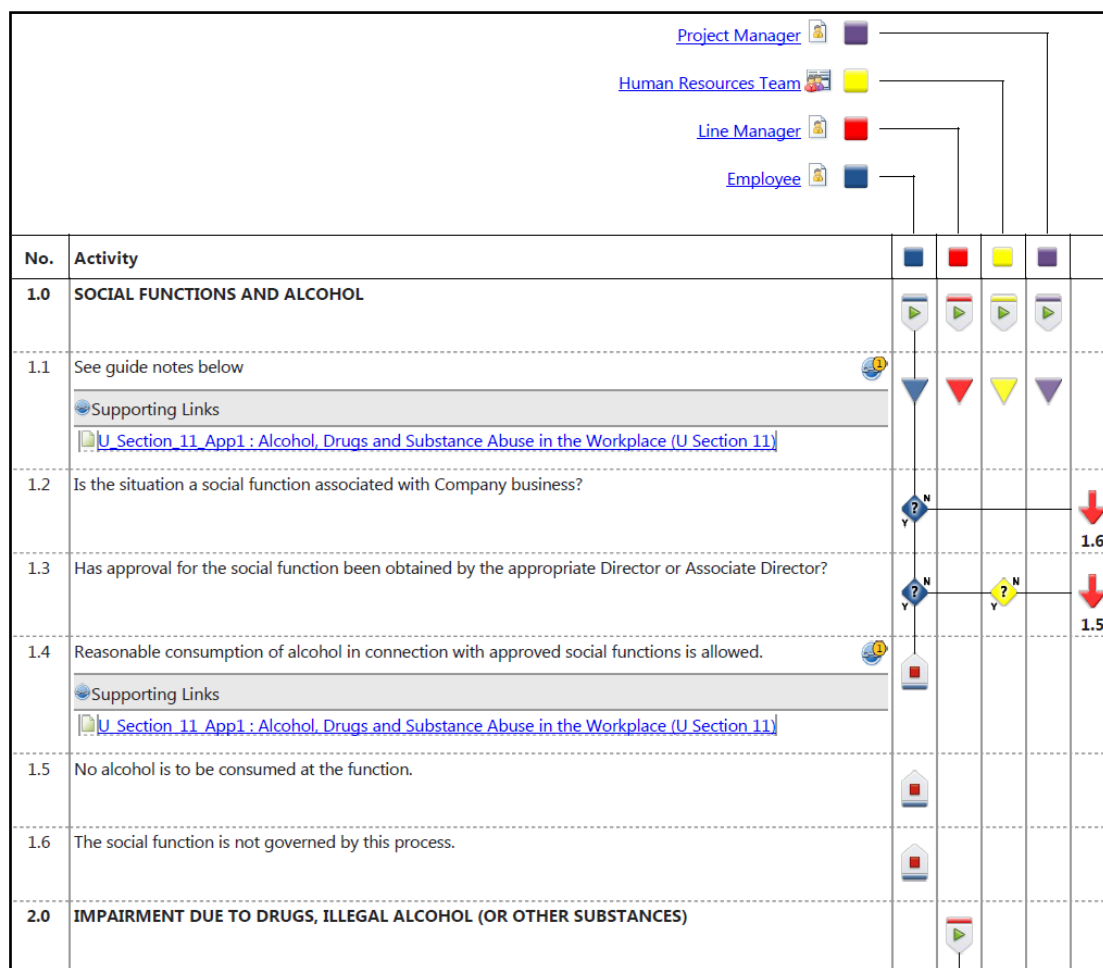 Project Manager
Human Resources Team
Line Manager
Employee
No. Activity
1.0 SOCIAL FUNCTIONS AND ALCOHOL
1.1 See guide notes below 1
Supporting Links
U_Section_11_App1 : Alcohol, Drugs and Substance Abuse in the Workplace (U Section 11)
1.2 Is the situation a social function associated with Company business?
? N
Y
1.6
1.3 Has approval for the social function been obtained by the appropriate Director or Associate Director?
? N ? N
Y Y
1.5
1.4 Reasonable consumption of alcohol in connection with approved social functions is allowed. 1
Supporting Links
U_Section_11_App1 : Alcohol, Drugs and Substance Abuse in the Workplace (U Section 11)
1.5 No alcohol is to be consumed at the function.
1.6 The social function is not governed by this process.
2.0 IMPAIRMENT DUE TO DRUGS, ILLEGAL ALCOHOL (OR OTHER SUBSTANCES)